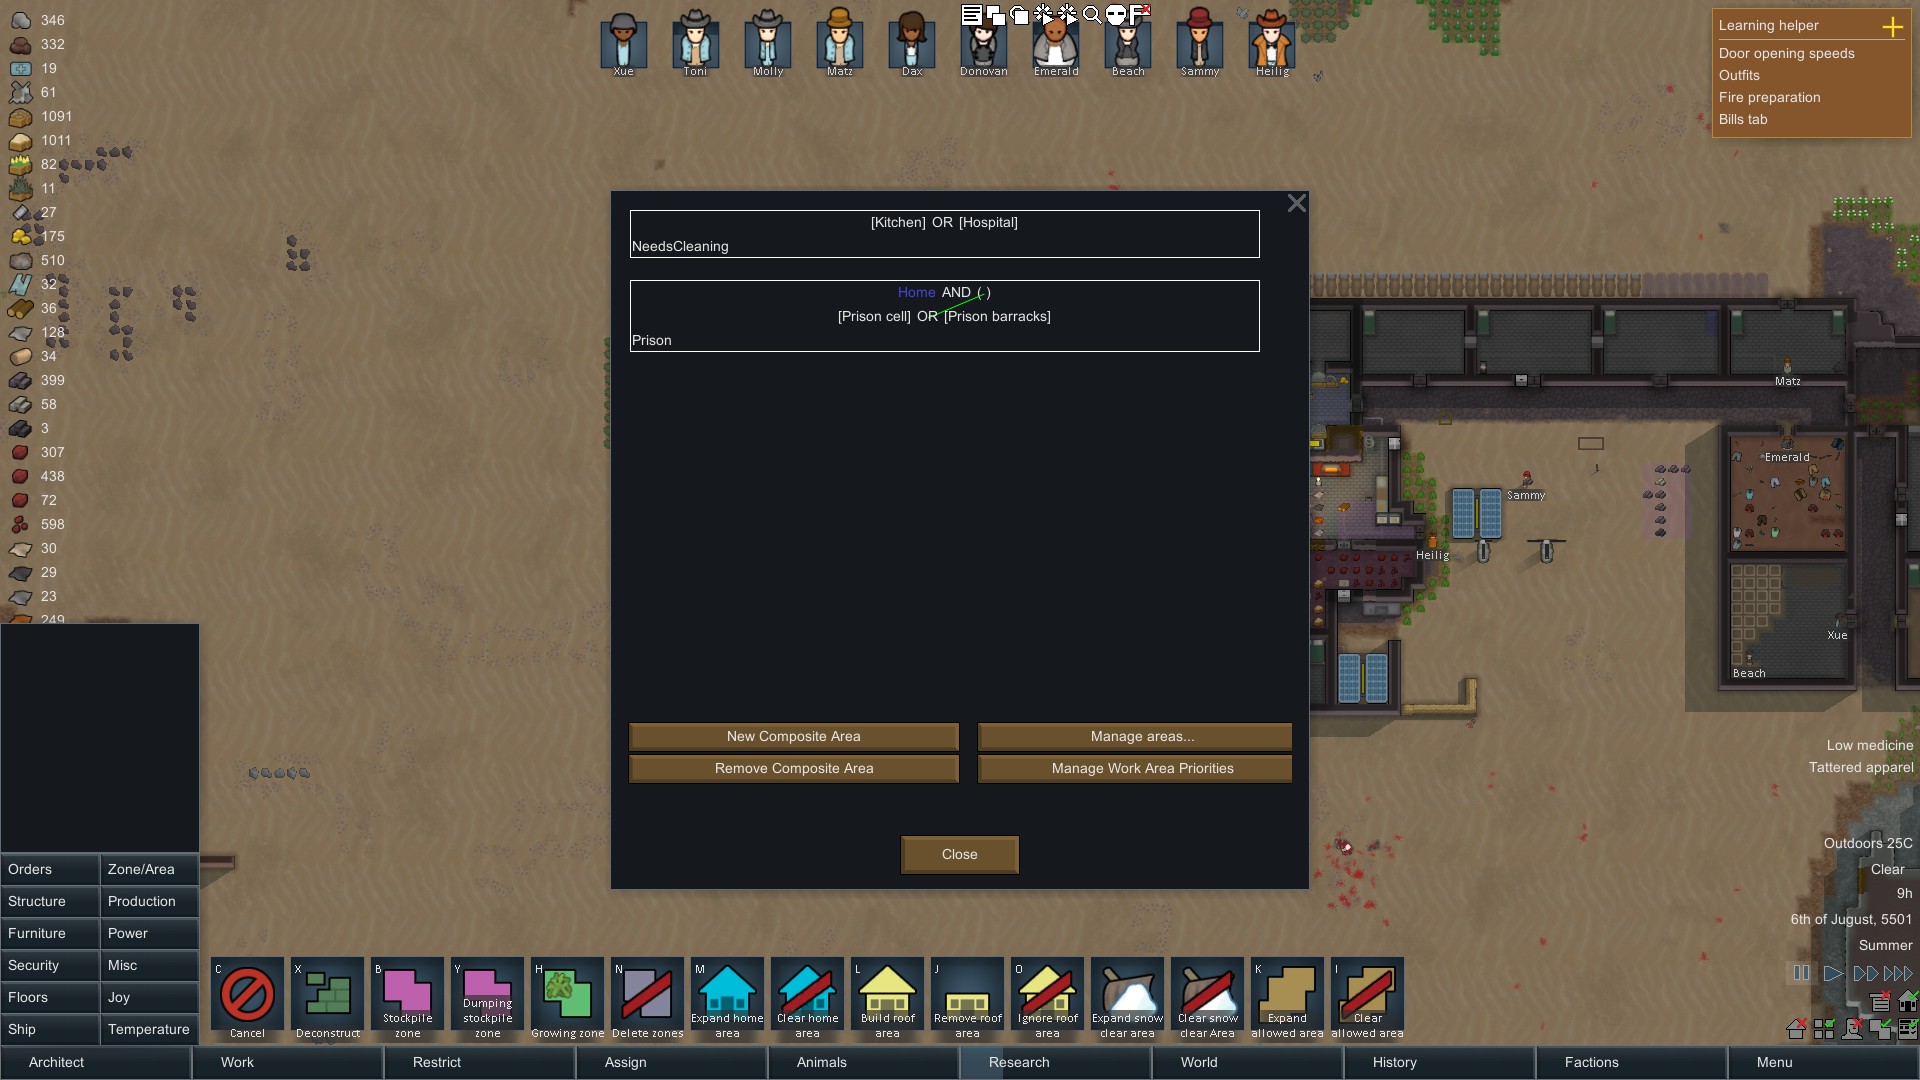 346
332
19
61
1091
1011
82
11
27
175
510
32
36
128
34
399
58
3
307
438
72
598
30
29
23
249
Xue
Toni
Molly
Matz
Dax
Donovan
Emerald
Beach
Sammy
Heilig
Learning helper
Door opening speeds
Outfits
Fire preparation
Bills tab
[Kitchen] OR [Hospital]
NeedsCleaning
Home AND ( )
[Prison cell] OR [Prison barracks]
Prison
New Composite Area
Manage areas...
Remove Composite Area
Manage Work Area Priorities
Close
Matz
Emerald
Sammy
Heilig
Xue
Beach
Low medicine
Tattered apparel
Outdoors 25C
Clear
9h
6th of Jugust, 5501
Summer
Orders
Zone/Area
Structure
Production
Furniture
Power
Security
Misc
Floors
Joy
Ship
Temperature
C
Cancel
X
Deconstruct
B
Stockpile
zone
Y
Dumping
stockpile
zone
H
Growing zone
N
Delete zones
M
Expand home
area
Clear home
area
L
Build roof
area
J
Remove roof
area
O
Ignore roof
area
Expand snow
clear area
Clear snow
clear Area
K
Expand
allowed area
I
Clear
allowed area
Architect
Work
Restrict
Assign
Animals
Research
World
History
Factions
Menu